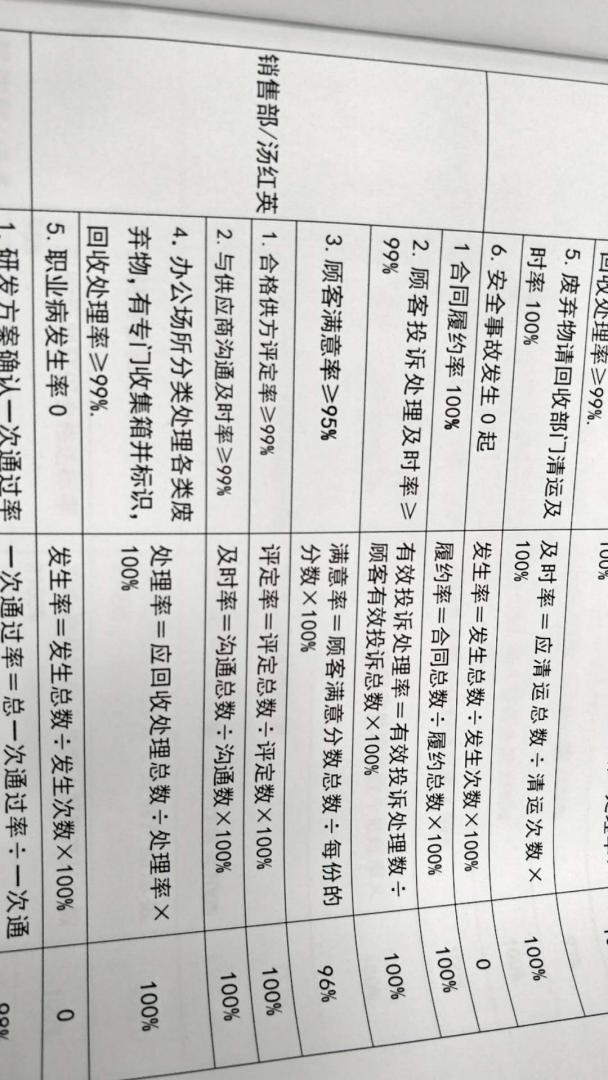 回收处理率≥99%.
100%
5. 废弃物请回收部门清运及
时率 100%
及时率＝应清运总数÷清运次数×
100%
100%
6. 安全事故发生 0 起
发生率＝发生总数÷发生次数×100%
0
销售部/汤红英
1 合同履约率 100%
履约率＝合同总数÷履约总数×100%
100%
2. 顾客投诉处理及时率≥
99%
有效投诉处理率＝有效投诉处理数÷
顾客有效投诉总数×100%
100%
3. 顾客满意率≥95%
满意率＝顾客满意分数总数÷每份的
分数×100%
96%
1. 合格供方评定率≥99%
评定率＝评定总数÷评定数×100%
100%
2. 与供应商沟通及时率≥99%
及时率＝沟通总数÷沟通数×100%
100%
4. 办公场所分类处理各类废
弃物，有专门收集箱并标识，
回收处理率≥99%.
处理率＝应回收处理总数÷处理率×
100%
100%
5. 职业病发生率 0
发生率＝发生总数÷发生次数×100%
0
1. 研发方案确认一次通过率
一次通过率＝总一次通过率÷一次通